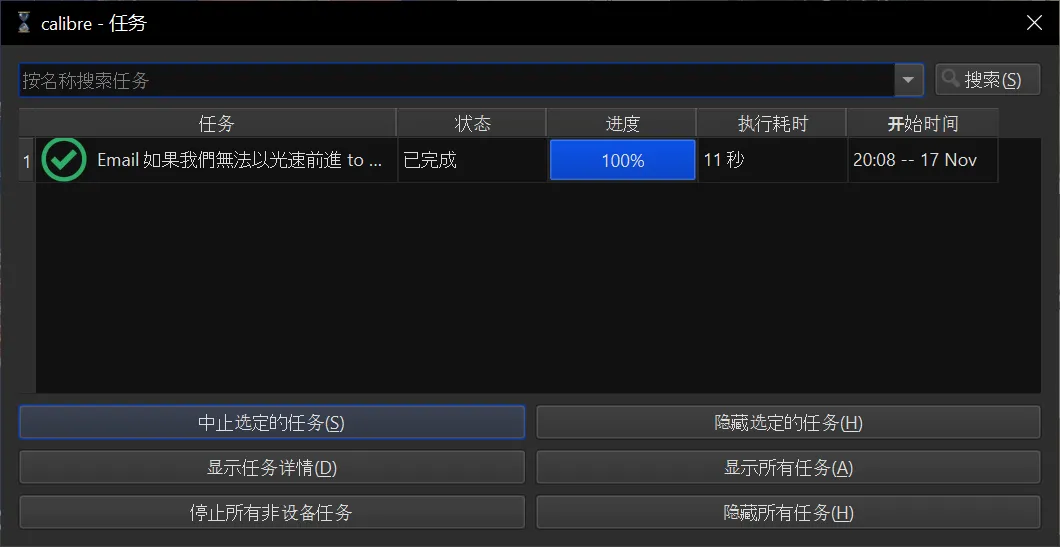 calibre - 任务
按名称搜索任务 搜索(S)
任务 状态 进度 执行耗时 开始时间
1 Email 如果我們無法以光速前進 to ... 已完成 100% 11 秒 20:08 -- 17 Nov
中止选定的任务(S) 隐藏选定的任务(H)
显示任务详情(D) 显示所有任务(A)
停止所有非设备任务 隐藏所有任务(H)